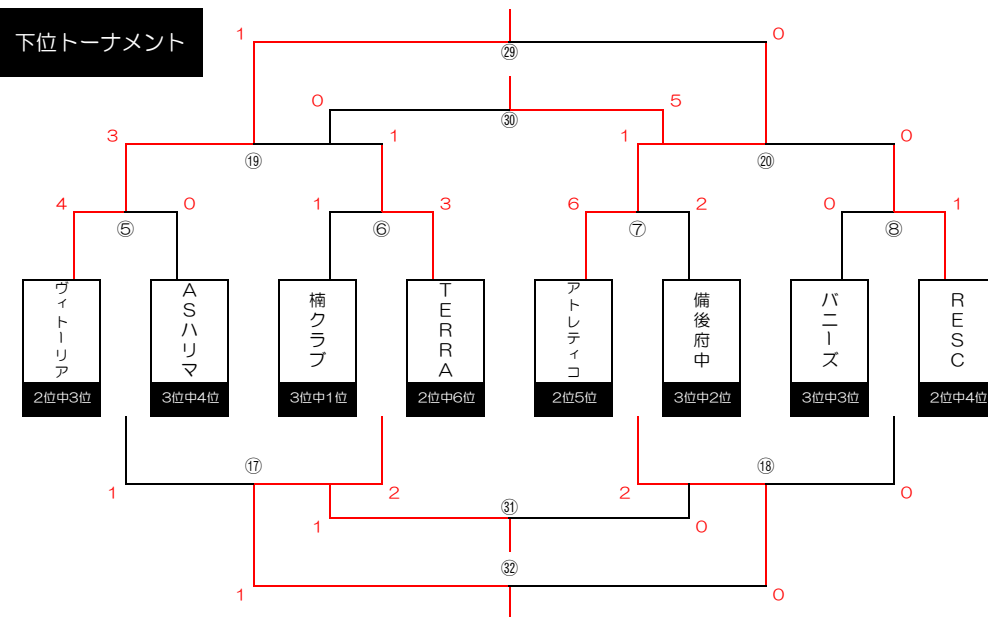 下位トーナメント
1
0
㉙
0
5
㉚
3
1
1
0
⑲
⑳
4
0
1
3
6
2
0
1
⑤
⑥
⑦
⑧
ヴィトーリア
ASハリマ
楠クラブ
TERRA
アトレティコ
備後府中
バニーズ
RESC
2位中3位
3位中4位
3位中1位
2位中6位
2位5位
3位中2位
3位中3位
2位中4位
⑰
⑱
1
2
2
0
㉛
1
0
㉜
1
0